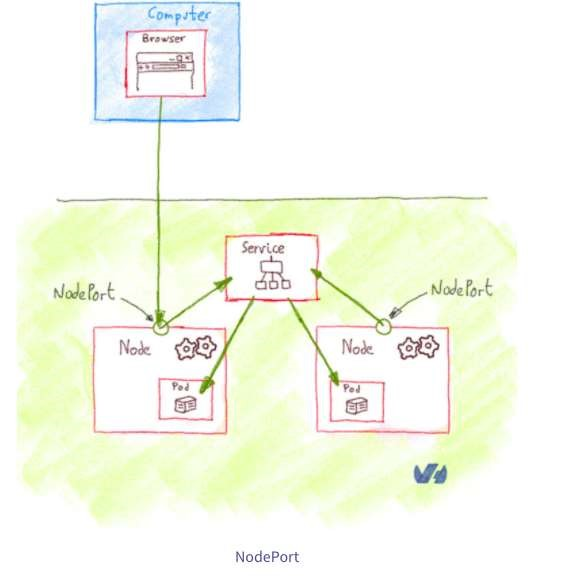 Computer
Browser
Service
NodePort
NodePort
Node
Node
Pod
Pod
NodePort